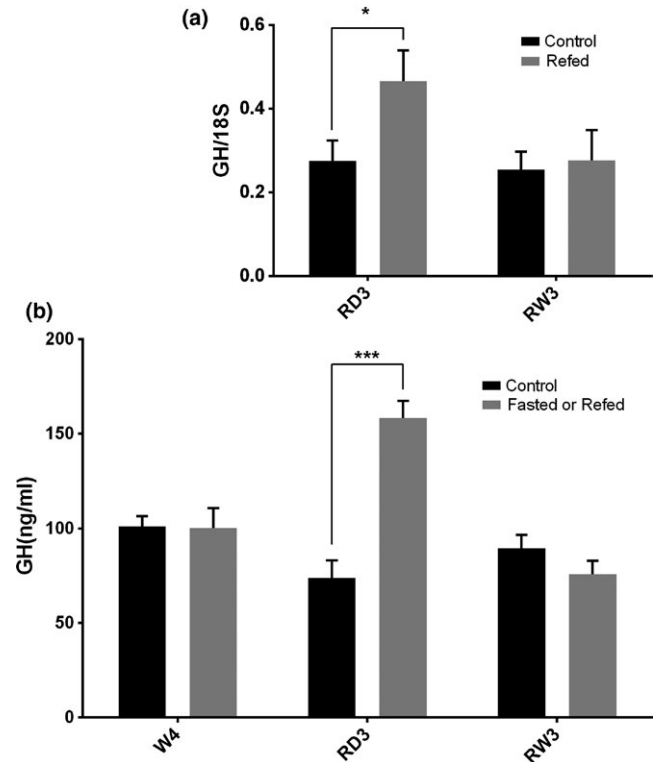 (a)
*
Control
Refed
GH/18S
0.6
0.4
0.2
0.0
RD3
RW3
(b)
***
Control
Fasted or Refed
GH(ng/ml)
200
150
100
50
0
W4
RD3
RW3